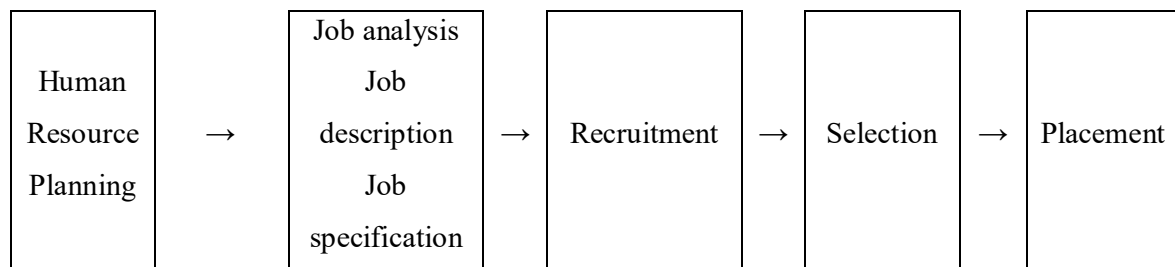 Human
Resource
Planning
→
Job analysis
Job
description
Job
specification
→
Recruitment
→
Selection
→
Placement